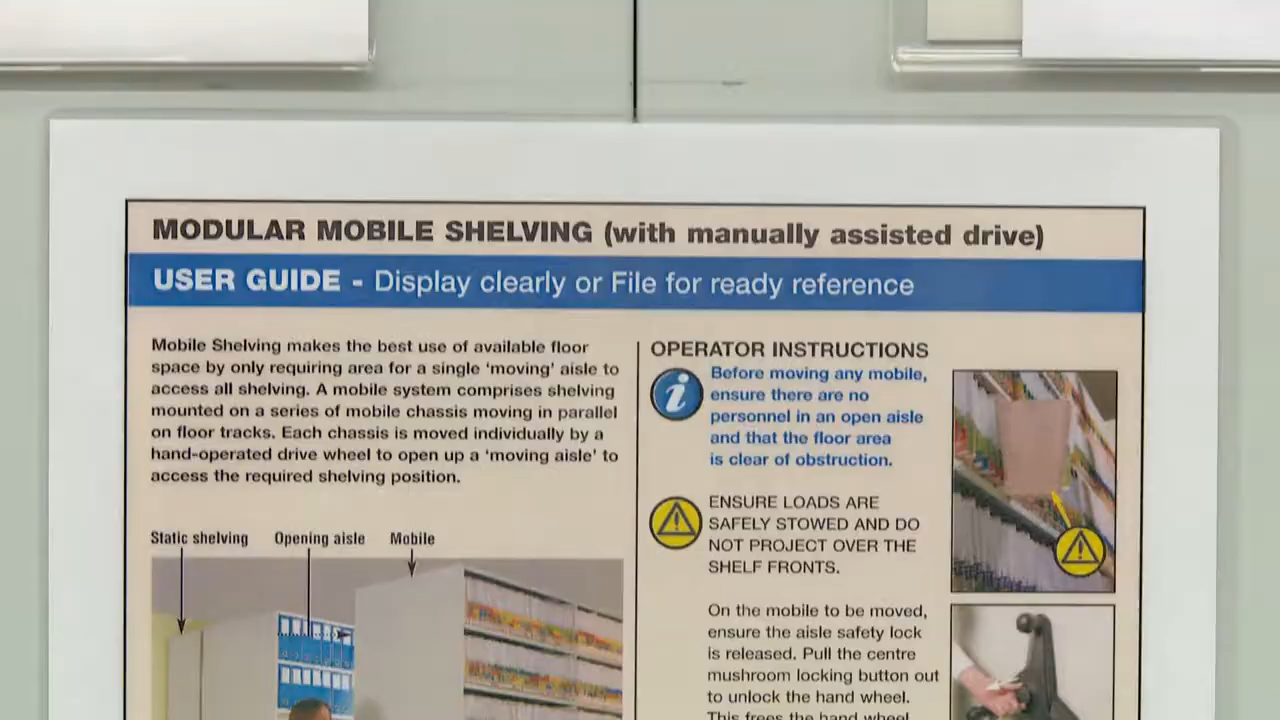 MODULAR MOBILE SHELVING (with manually assisted drive)
USER GUIDE - Display clearly or File for ready reference
Mobile Shelving makes the best use of available floor
space by only requiring area for a single ‘moving’ aisle to
access all shelving. A mobile system comprises shelving
mounted on a series of mobile chassis moving in parallel
on floor tracks. Each chassis is moved individually by a
hand-operated drive wheel to open up a ‘moving aisle’ to
access the required shelving position.
Static shelving
Opening aisle
Mobile
OPERATOR INSTRUCTIONS
i
Before moving any mobile,
ensure there are no
personnel in an open aisle
and that the floor area
is clear of obstruction.
ENSURE LOADS ARE
SAFELY STOWED AND DO
NOT PROJECT OVER THE
SHELF FRONTS.
On the mobile to be moved,
ensure the aisle safety lock
is released. Pull the centre
mushroom locking button out
to unlock the hand wheel.
This frees the hand wheel